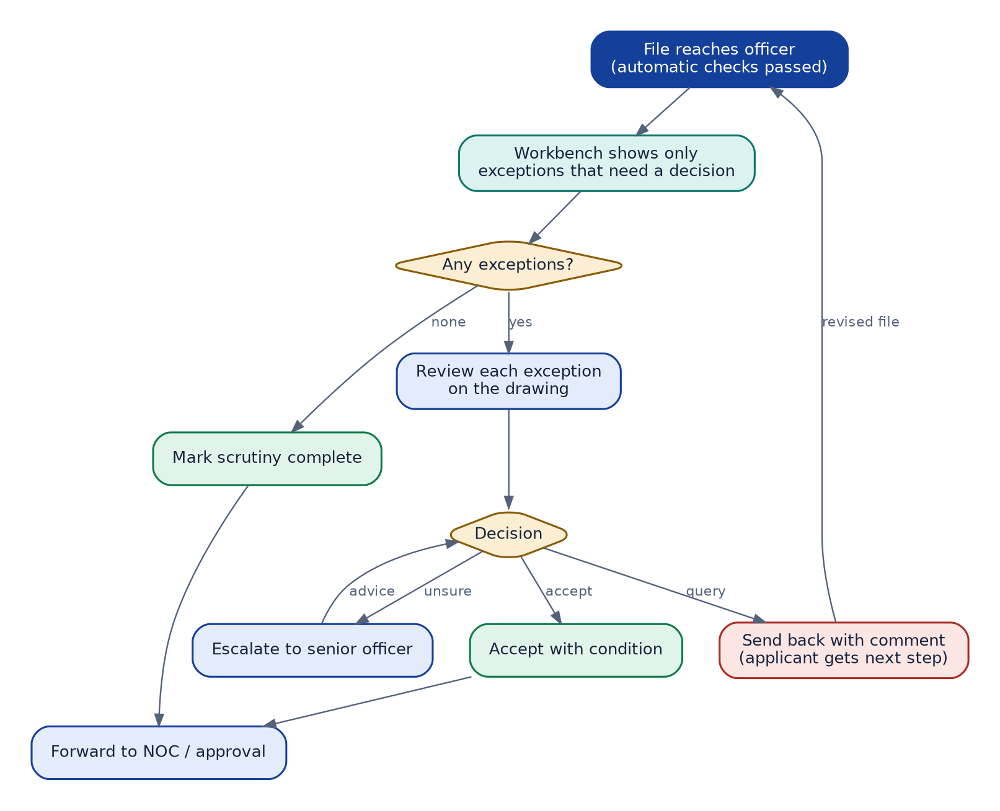 File reaches officer
(automatic checks passed)
Workbench shows only
exceptions that need a decision
Any exceptions?
none
yes
revised file
Review each exception
on the drawing
Mark scrutiny complete
Decision
advice
unsure
accept
query
Escalate to senior officer
Accept with condition
Send back with comment
(applicant gets next step)
Forward to NOC / approval